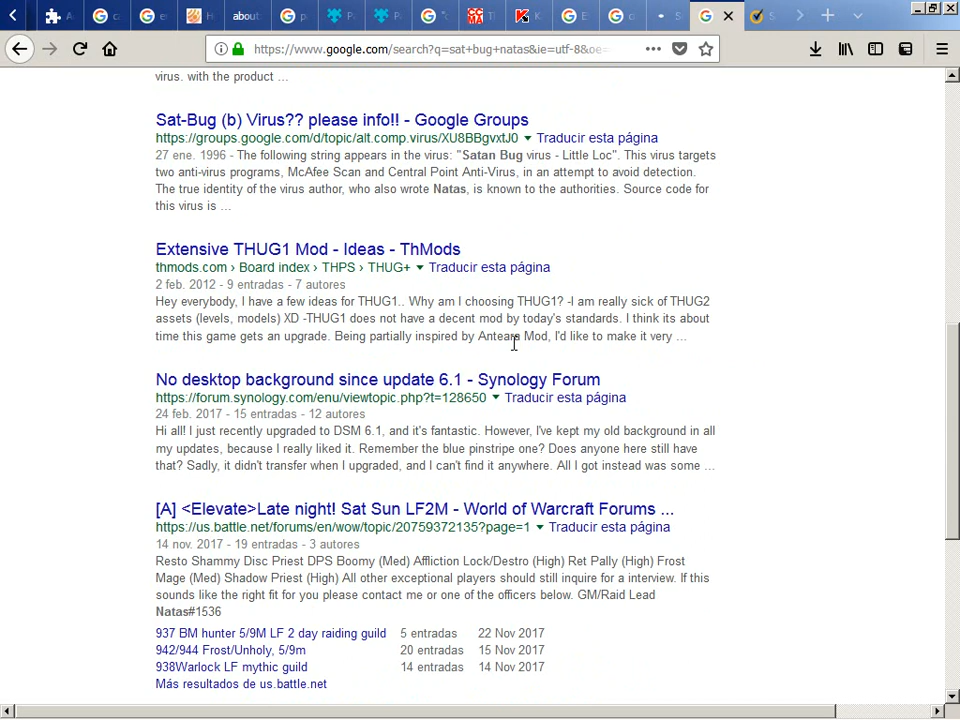 about:
https://www.google.com/search?q=sat+bug+natas&ie=utf-8&oe=
virus. with the product ...
Sat-Bug (b) Virus?? please info!! - Google Groups
https://groups.google.com/d/topic/alt.comp.virus/XU8BBgvxtJ0 Traducir esta página
27 ene. 1996 - The following string appears in the virus: "Satan Bug virus - Little Loc". This virus targets
two anti-virus programs, McAfee Scan and Central Point Anti-Virus, in an attempt to avoid detection.
The true identity of the virus author, who also wrote Natas, is known to the authorities. Source code for
this virus is ...
Extensive THUG1 Mod - Ideas - ThMods
thmods.com › Board index › THPS › THUG+ Traducir esta página
2 feb. 2012 - 9 entradas - 7 autores
Hey everybody, I have a few ideas for THUG1.. Why am I choosing THUG1? -I am really sick of THUG2
assets (levels, models) XD -THUG1 does not have a decent mod by today's standards. I think its about
time this game gets an upgrade. Being partially inspired by Antears Mod, I'd like to make it very ...
No desktop background since update 6.1 - Synology Forum
https://forum.synology.com/enu/viewtopic.php?t=128650 Traducir esta página
24 feb. 2017 - 15 entradas - 12 autores
Hi all! I just recently upgraded to DSM 6.1, and it's fantastic. However, I've kept my old background in all
my updates, because I really liked it. Remember the blue pinstripe one? Does anyone here still have
that? Sadly, it didn't transfer when I upgraded, and I can't find it anywhere. All I got instead was some ...
[A] <Elevate>Late night! Sat Sun LF2M - World of Warcraft Forums ...
https://us.battle.net/forums/en/wow/topic/20759372135?page=1 Traducir esta página
14 nov. 2017 - 19 entradas - 3 autores
Resto Shammy Disc Priest DPS Boomy (Med) Affliction Lock/Destro (High) Ret Pally (High) Frost
Mage (Med) Shadow Priest (High) All other exceptional players should still inquire for a interview. If this
sounds like the right fit for you please contact me or one of the officers below. GM/Raid Lead
Natas#1536
937 BM hunter 5/9M LF 2 day raiding guild 5 entradas 22 Nov 2017
942/944 Frost/Unholy, 5/9m 20 entradas 15 Nov 2017
938Warlock LF mythic guild 14 entradas 14 Nov 2017
Más resultados de us.battle.net